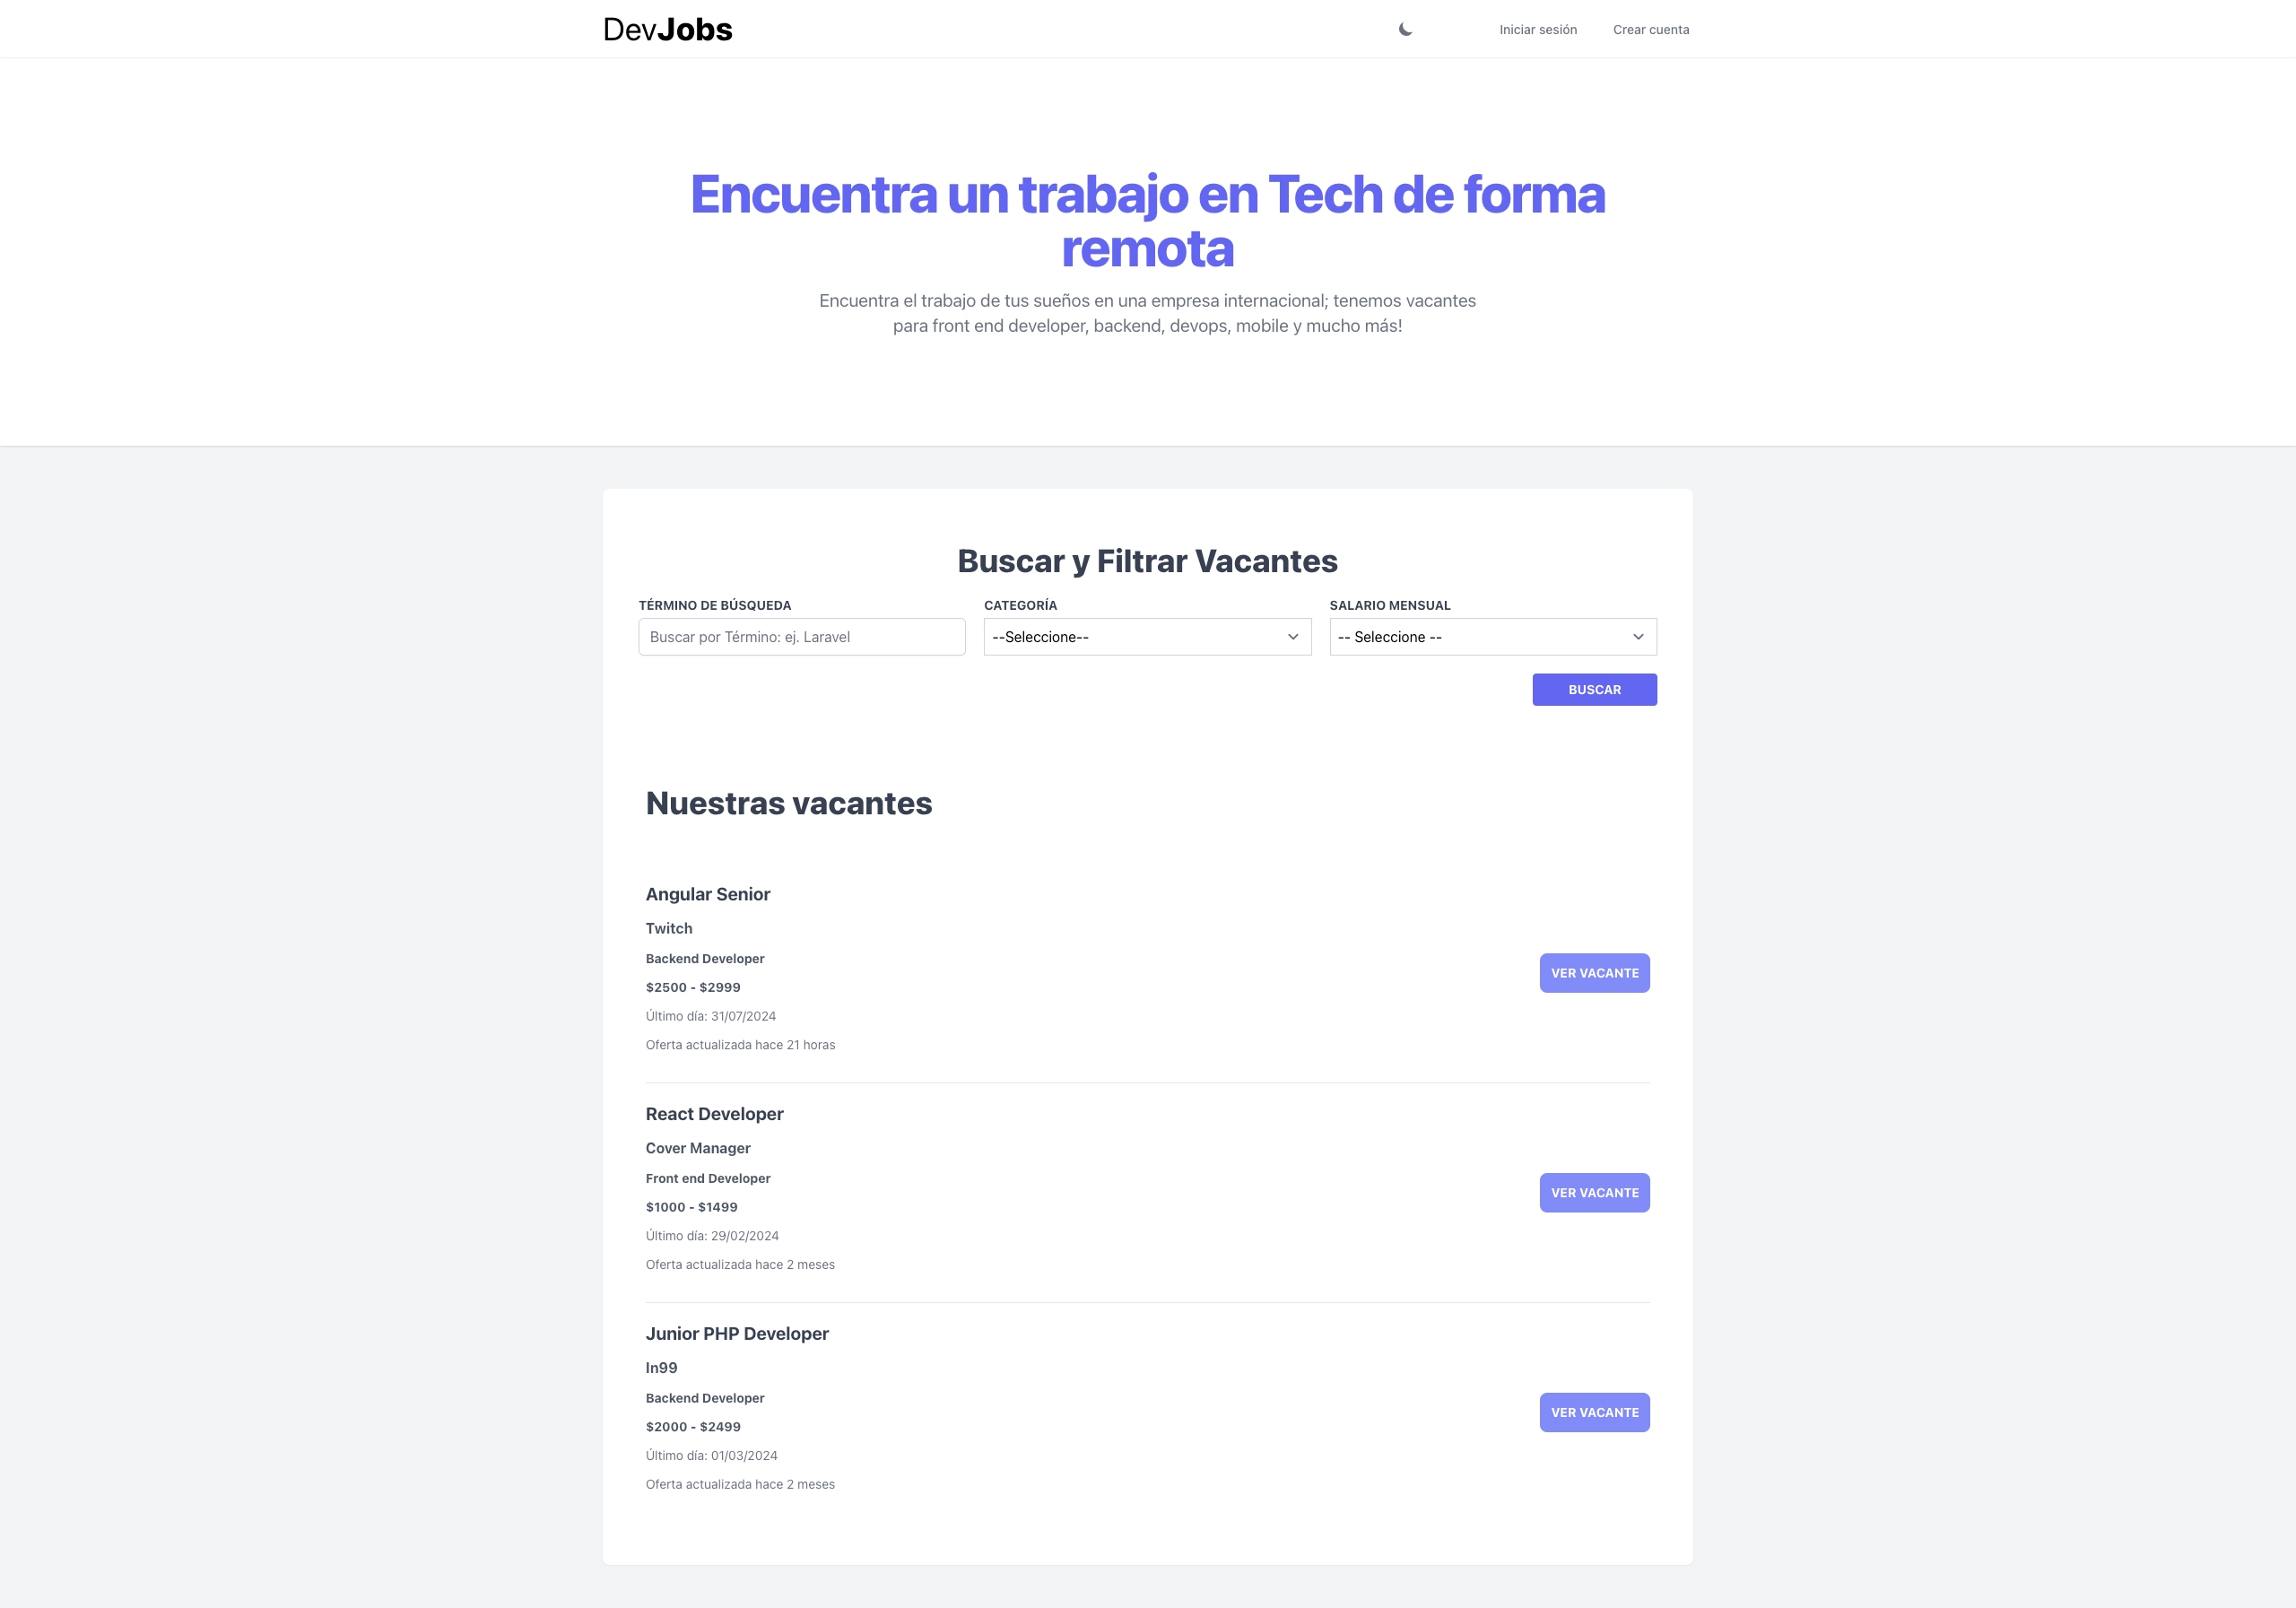 DevJobs
Iniciar sesión
Crear cuenta
Encuentra un trabajo en Tech de forma
remota
Encuentra el trabajo de tus sueños en una empresa internacional; tenemos vacantes
para front end developer, backend, devops, mobile y mucho más!
Buscar y Filtrar Vacantes
TÉRMINO DE BÚSQUEDA
Buscar por Término: ej. Laravel
CATEGORÍA
--Seleccione--
SALARIO MENSUAL
-- Seleccione --
BUSCAR
Nuestras vacantes
Angular Senior
Twitch
Backend Developer
$2500 - $2999
Último día: 31/07/2024
Oferta actualizada hace 21 horas
VER VACANTE
React Developer
Cover Manager
Front end Developer
$1000 - $1499
Último día: 29/02/2024
Oferta actualizada hace 2 meses
VER VACANTE
Junior PHP Developer
In99
Backend Developer
$2000 - $2499
Último día: 01/03/2024
Oferta actualizada hace 2 meses
VER VACANTE